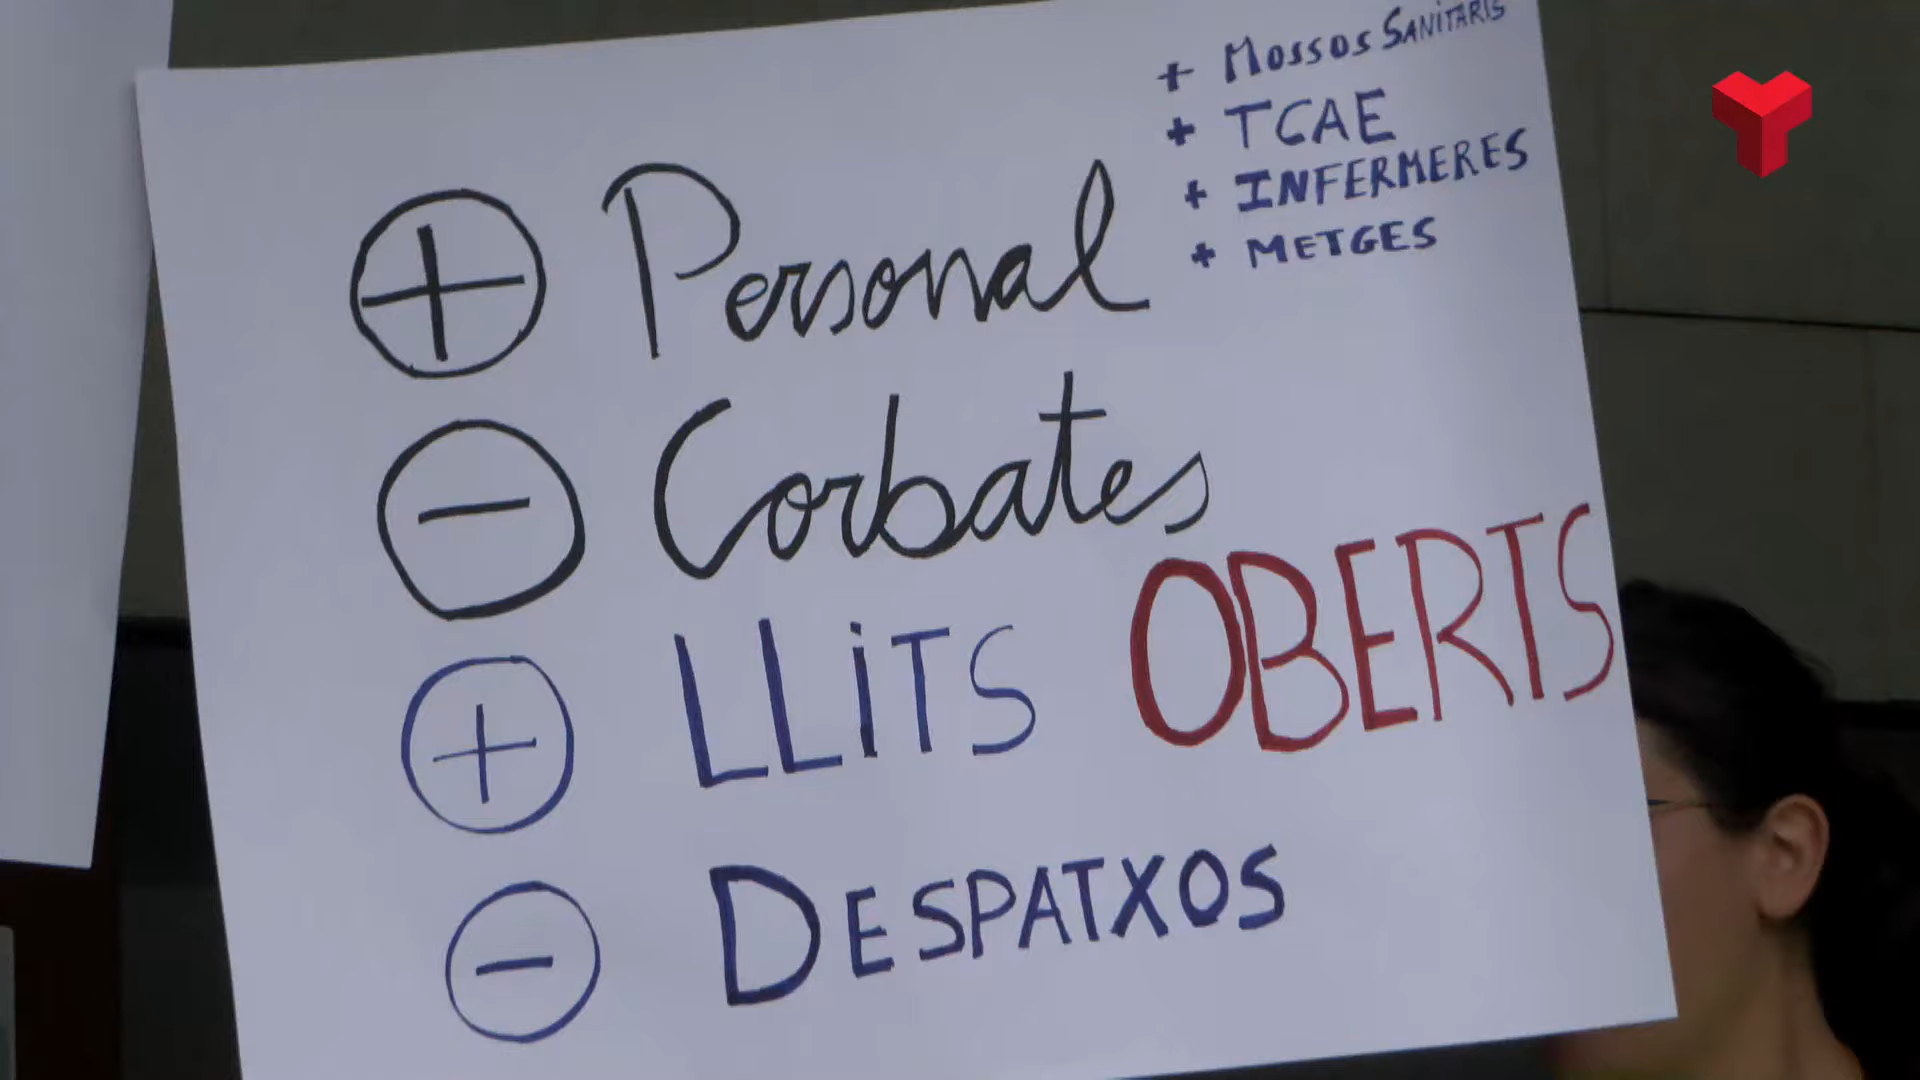 + Mossos Sanitaris
+ TCAE
+ INFERMERES
+ METGES
+ Personal
- Corbates
+ LLiTS OBERTS
- DESPATXOS